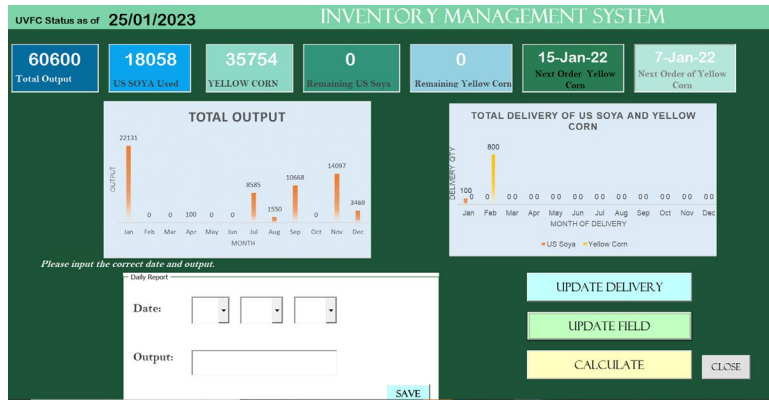 UVFC Status as of 25/01/2023 INVENTORY MANAGEMENT SYSTEM
60600
Total Output
18058
US SOYA Used
35754
YELLOW CORN
0
Remaining US Soya
0
Remaining Yellow Corn
15-Jan-22
Next Order Yellow
Corn
7-Jan-22
Next Order of Yellow
Corn
TOTAL OUTPUT
OUTPUT
22131 0 0 100 0 0 8585 1550 10668 0 14097 3469
Jan Feb Mar Apr May Jun Jul Aug Sep Oct Nov Dec
MONTH
TOTAL DELIVERY OF US SOYA AND YELLOW
CORN
DELIVERY QTY
800
100 0 0 0 0 0 0 0 0 0 0 0 0 0 0 0 0 0 0 0 0 0 0
Jan Feb Mar Apr May Jun Jul Aug Sep Oct Nov Dec
MONTH OF DELIVERY
US Soya Yellow Corn
Please input the correct date and output.
Daily Report
Date:
Output:
SAVE
UPDATE DELIVERY
UPDATE FIELD
CALCULATE
CLOSE